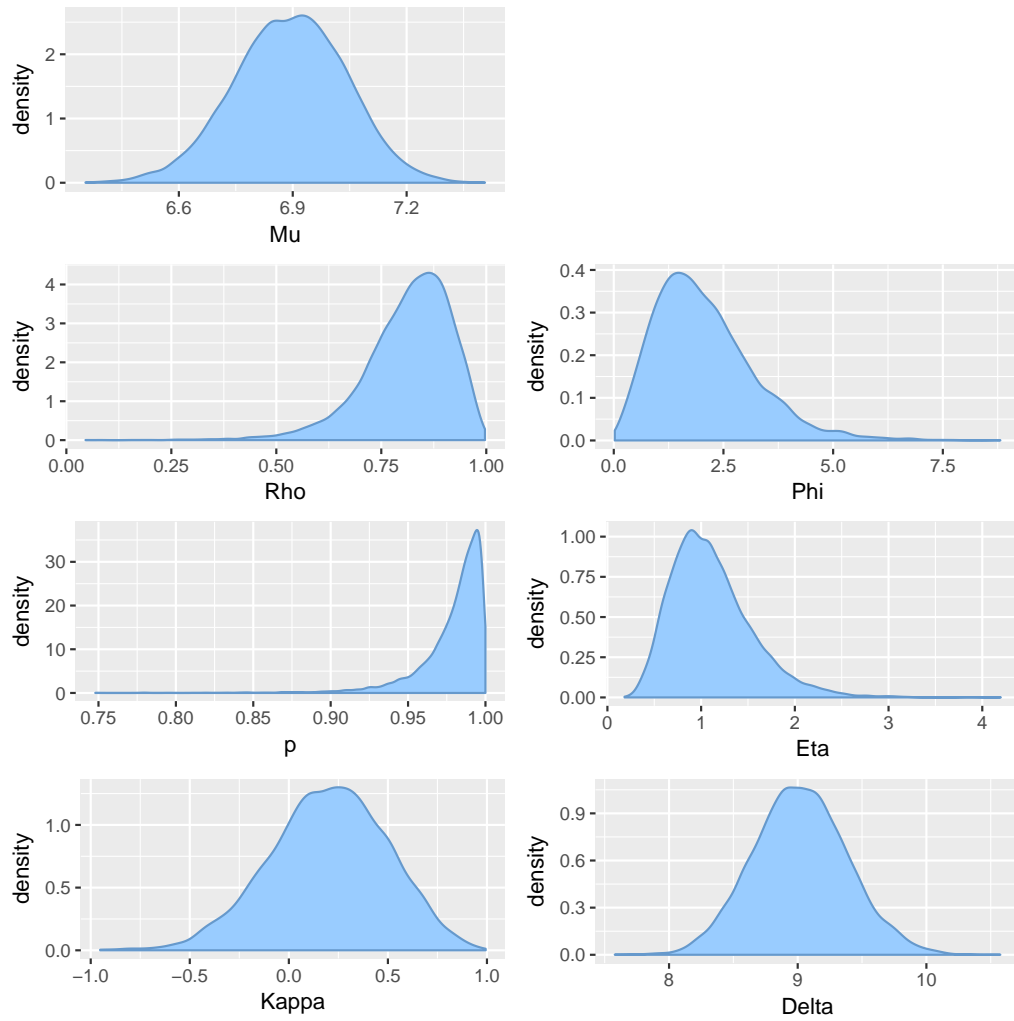 density
2
1
0
6.6 6.9 7.2
Mu
density
4
3
2
1
0
0.00 0.25 0.50 0.75 1.00
Rho
density
0.4
0.3
0.2
0.1
0.0
0.0 2.5 5.0 7.5
Phi
density
30
20
10
0
0.75 0.80 0.85 0.90 0.95 1.00
p
density
1.00
0.75
0.50
0.25
0.00
0 1 2 3 4
Eta
density
1.0
0.5
0.0
−1.0 −0.5 0.0 0.5 1.0
Kappa
density
0.9
0.6
0.3
0.0
8 9 10
Delta